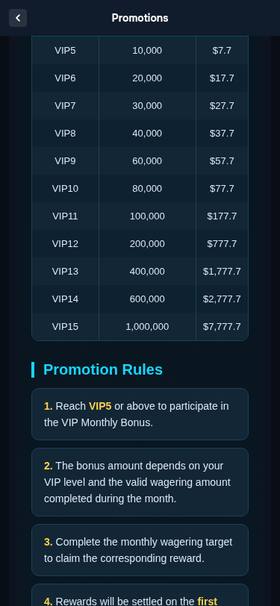 Promotions
VIP5 10,000 $7.7
VIP6 20,000 $17.7
VIP7 30,000 $27.7
VIP8 40,000 $37.7
VIP9 60,000 $57.7
VIP10 80,000 $77.7
VIP11 100,000 $177.7
VIP12 200,000 $777.7
VIP13 400,000 $1,777.7
VIP14 600,000 $2,777.7
VIP15 1,000,000 $7,777.7
Promotion Rules
1. Reach VIP5 or above to participate in
the VIP Monthly Bonus.
2. The bonus amount depends on your
VIP level and the valid wagering amount
completed during the month.
3. Complete the monthly wagering target
to claim the corresponding reward.
4. Rewards will be settled on the first